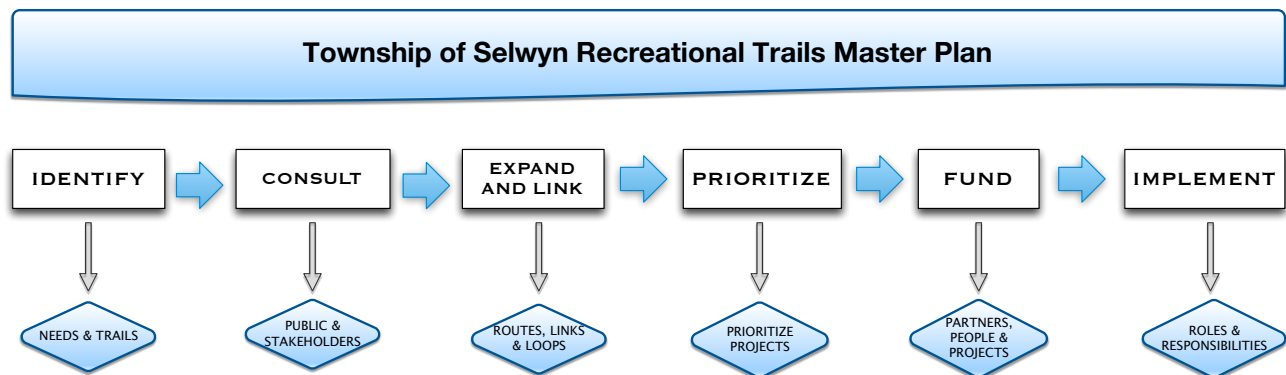 Township of Selwyn Recreational Trails Master Plan
IDENTIFY
CONSULT
EXPAND
AND LINK
PRIORITIZE
FUND
IMPLEMENT
NEEDS & TRAILS
PUBLIC &
STAKEHOLDERS
ROUTES, LINKS
& LOOPS
PRIORITIZE
PROJECTS
PARTNERS,
PEOPLE &
PROJECTS
ROLES &
RESPONSIBILITIES